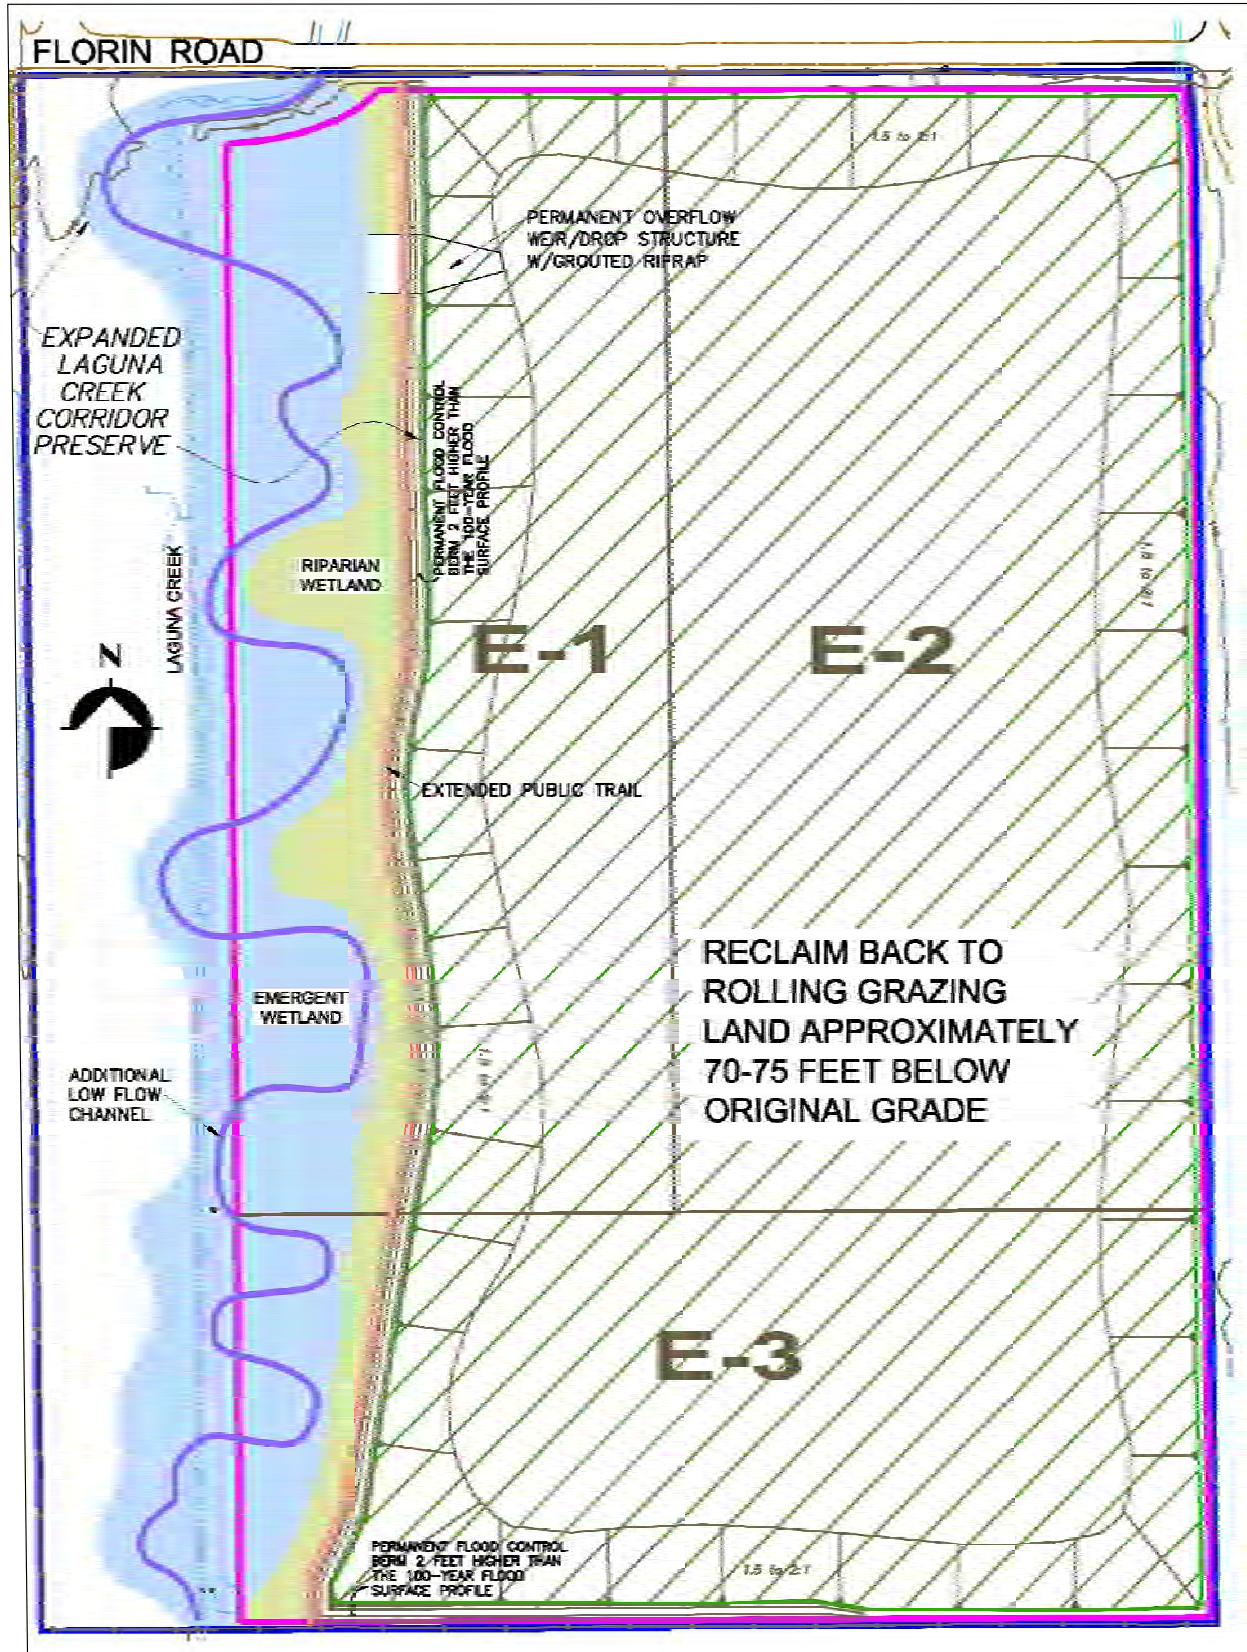 FLORIN ROAD
1.5 to 2:1
PERMANENT OVERFLOW
WEIR/DROP STRUCTURE
W/GROUTED RIPRAP
EXPANDED
LAGUNA
CREEK
CORRIDOR
PRESERVE
PERMANENT FLOOD CONTROL
BERM 2 FEET HIGHER THAN
THE 100-YEAR FLOOD
SURFACE PROFILE
LAGUNA CREEK
RIPARIAN
WETLAND
N
E-1
E-2
EXTENDED PUBLIC TRAIL
RECLAIM BACK TO
ROLLING GRAZING
LAND APPROXIMATELY
70-75 FEET BELOW
ORIGINAL GRADE
EMERGENT
WETLAND
ADDITIONAL
LOW FLOW
CHANNEL
E-3
PERMANENT FLOOD CONTROL
BERM 2 FEET HIGHER THAN
THE 100-YEAR FLOOD
SURFACE PROFILE
1.5 to 2:1